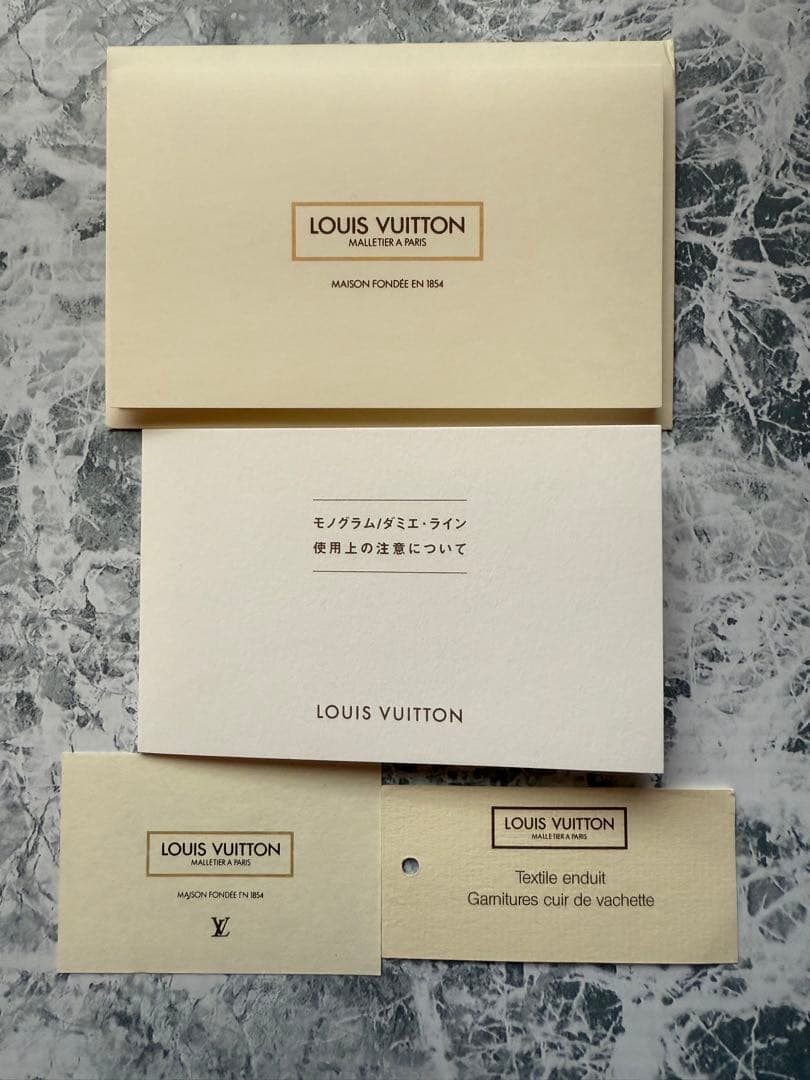 LOUIS VUITTON
MALLETIER A PARIS
MAISON FONDÉE EN 1854
モノグラム/ダミエ・ライン
使用上の注意について
LOUIS VUITTON
LOUIS VUITTON
MALLETIER A PARIS
MAISON FONDÉE EN 1854
LV
LOUIS VUITTON
MALLETIER A PARIS
Textile enduit
Garnitures cuir de vachette